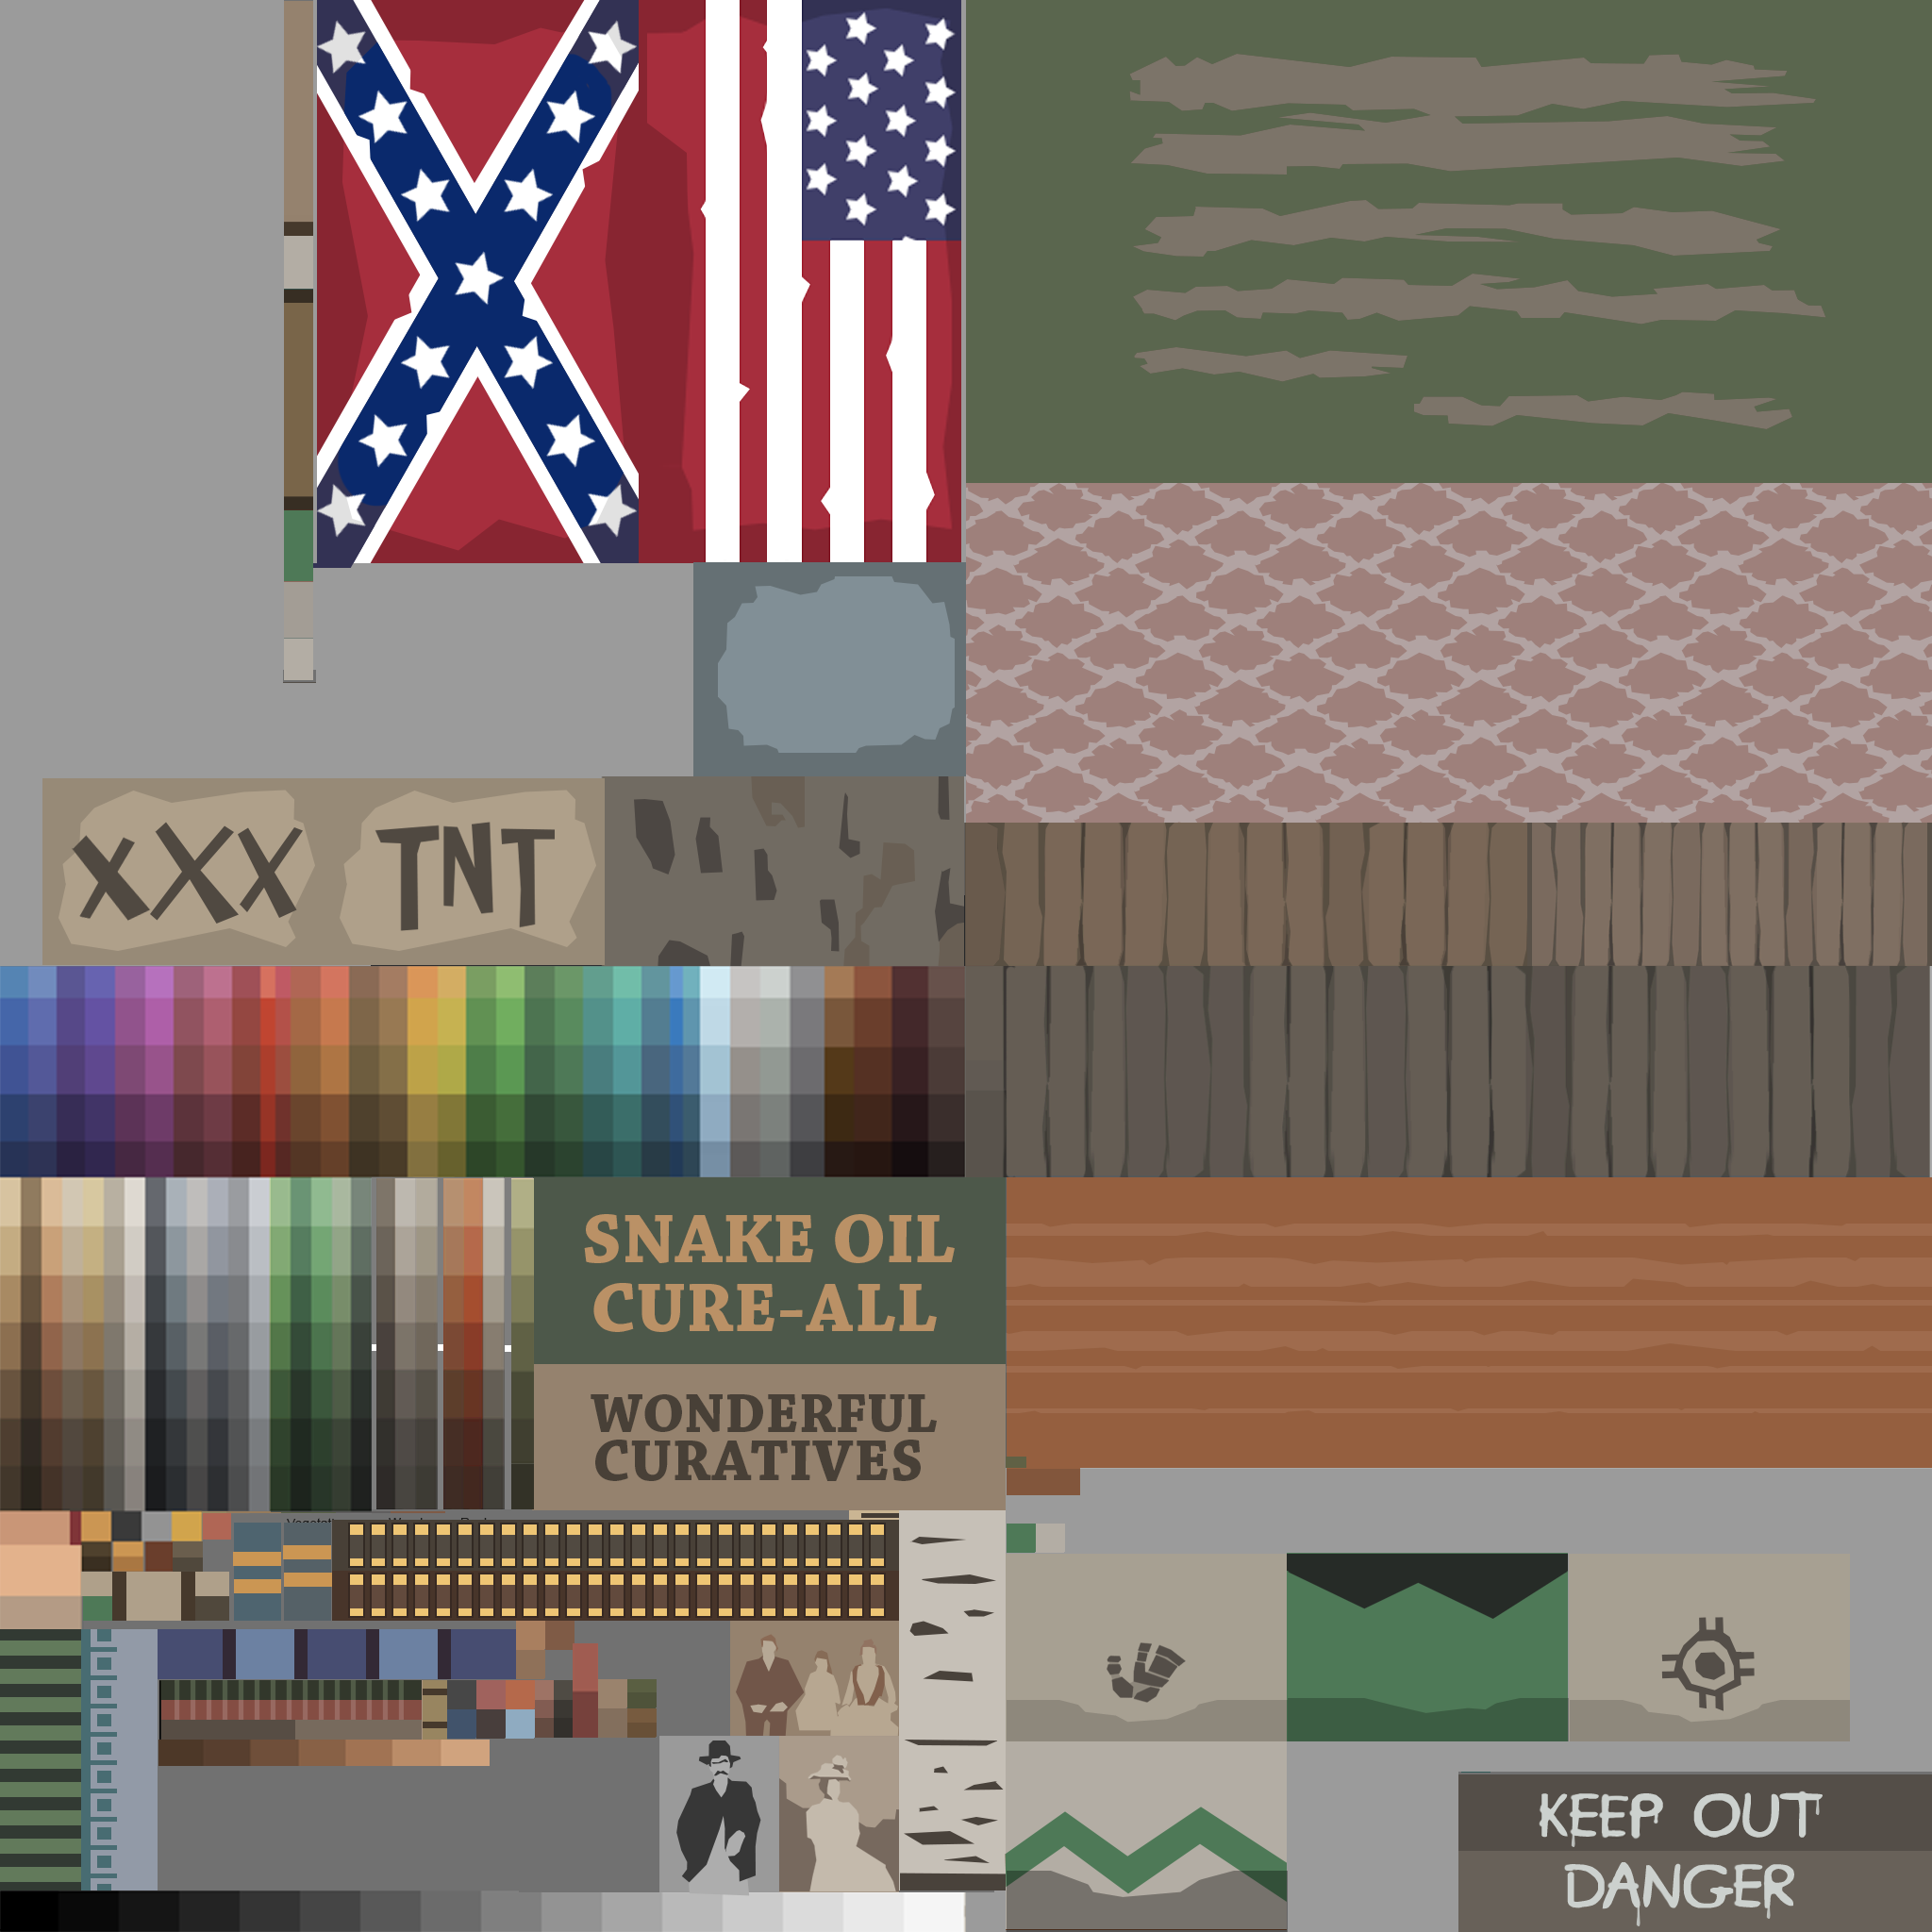 XXX
TNT
SNAKE OIL
CURE-ALL
WONDERFUL
CURATIVES
KEEP OUT
DANGER